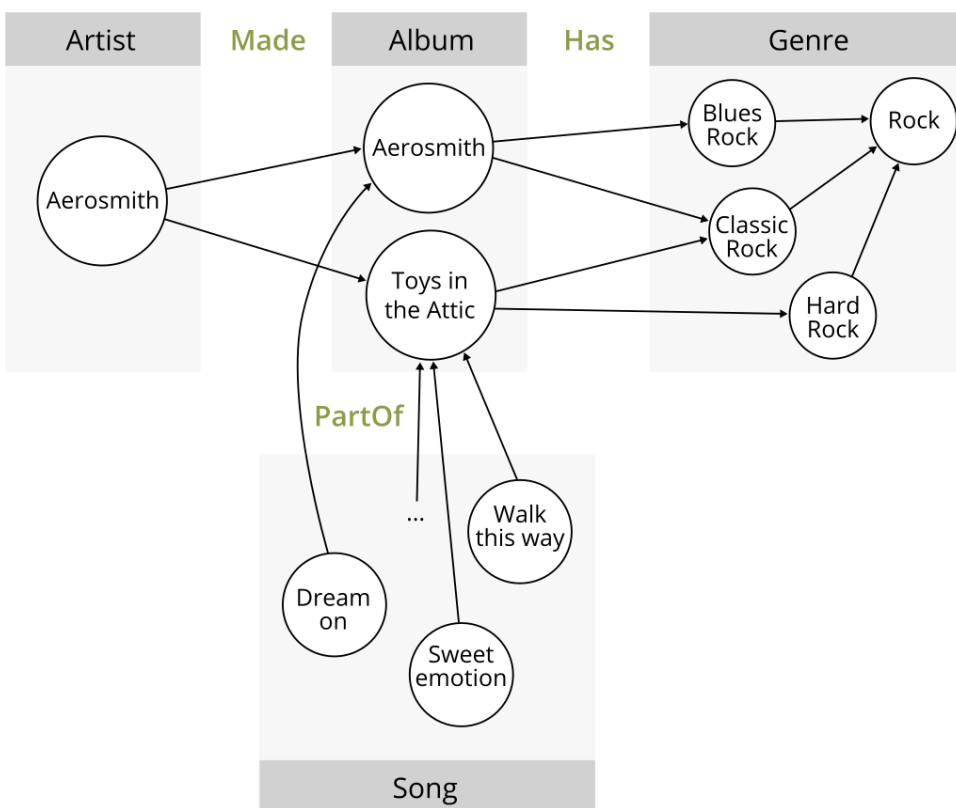 Artist
Made
Album
Has
Genre
Aerosmith
Aerosmith
Toys in
the Attic
Blues
Rock
Rock
Classic
Rock
Hard
Rock
PartOf
...
Walk
this way
Dream
on
Sweet
emotion
Song